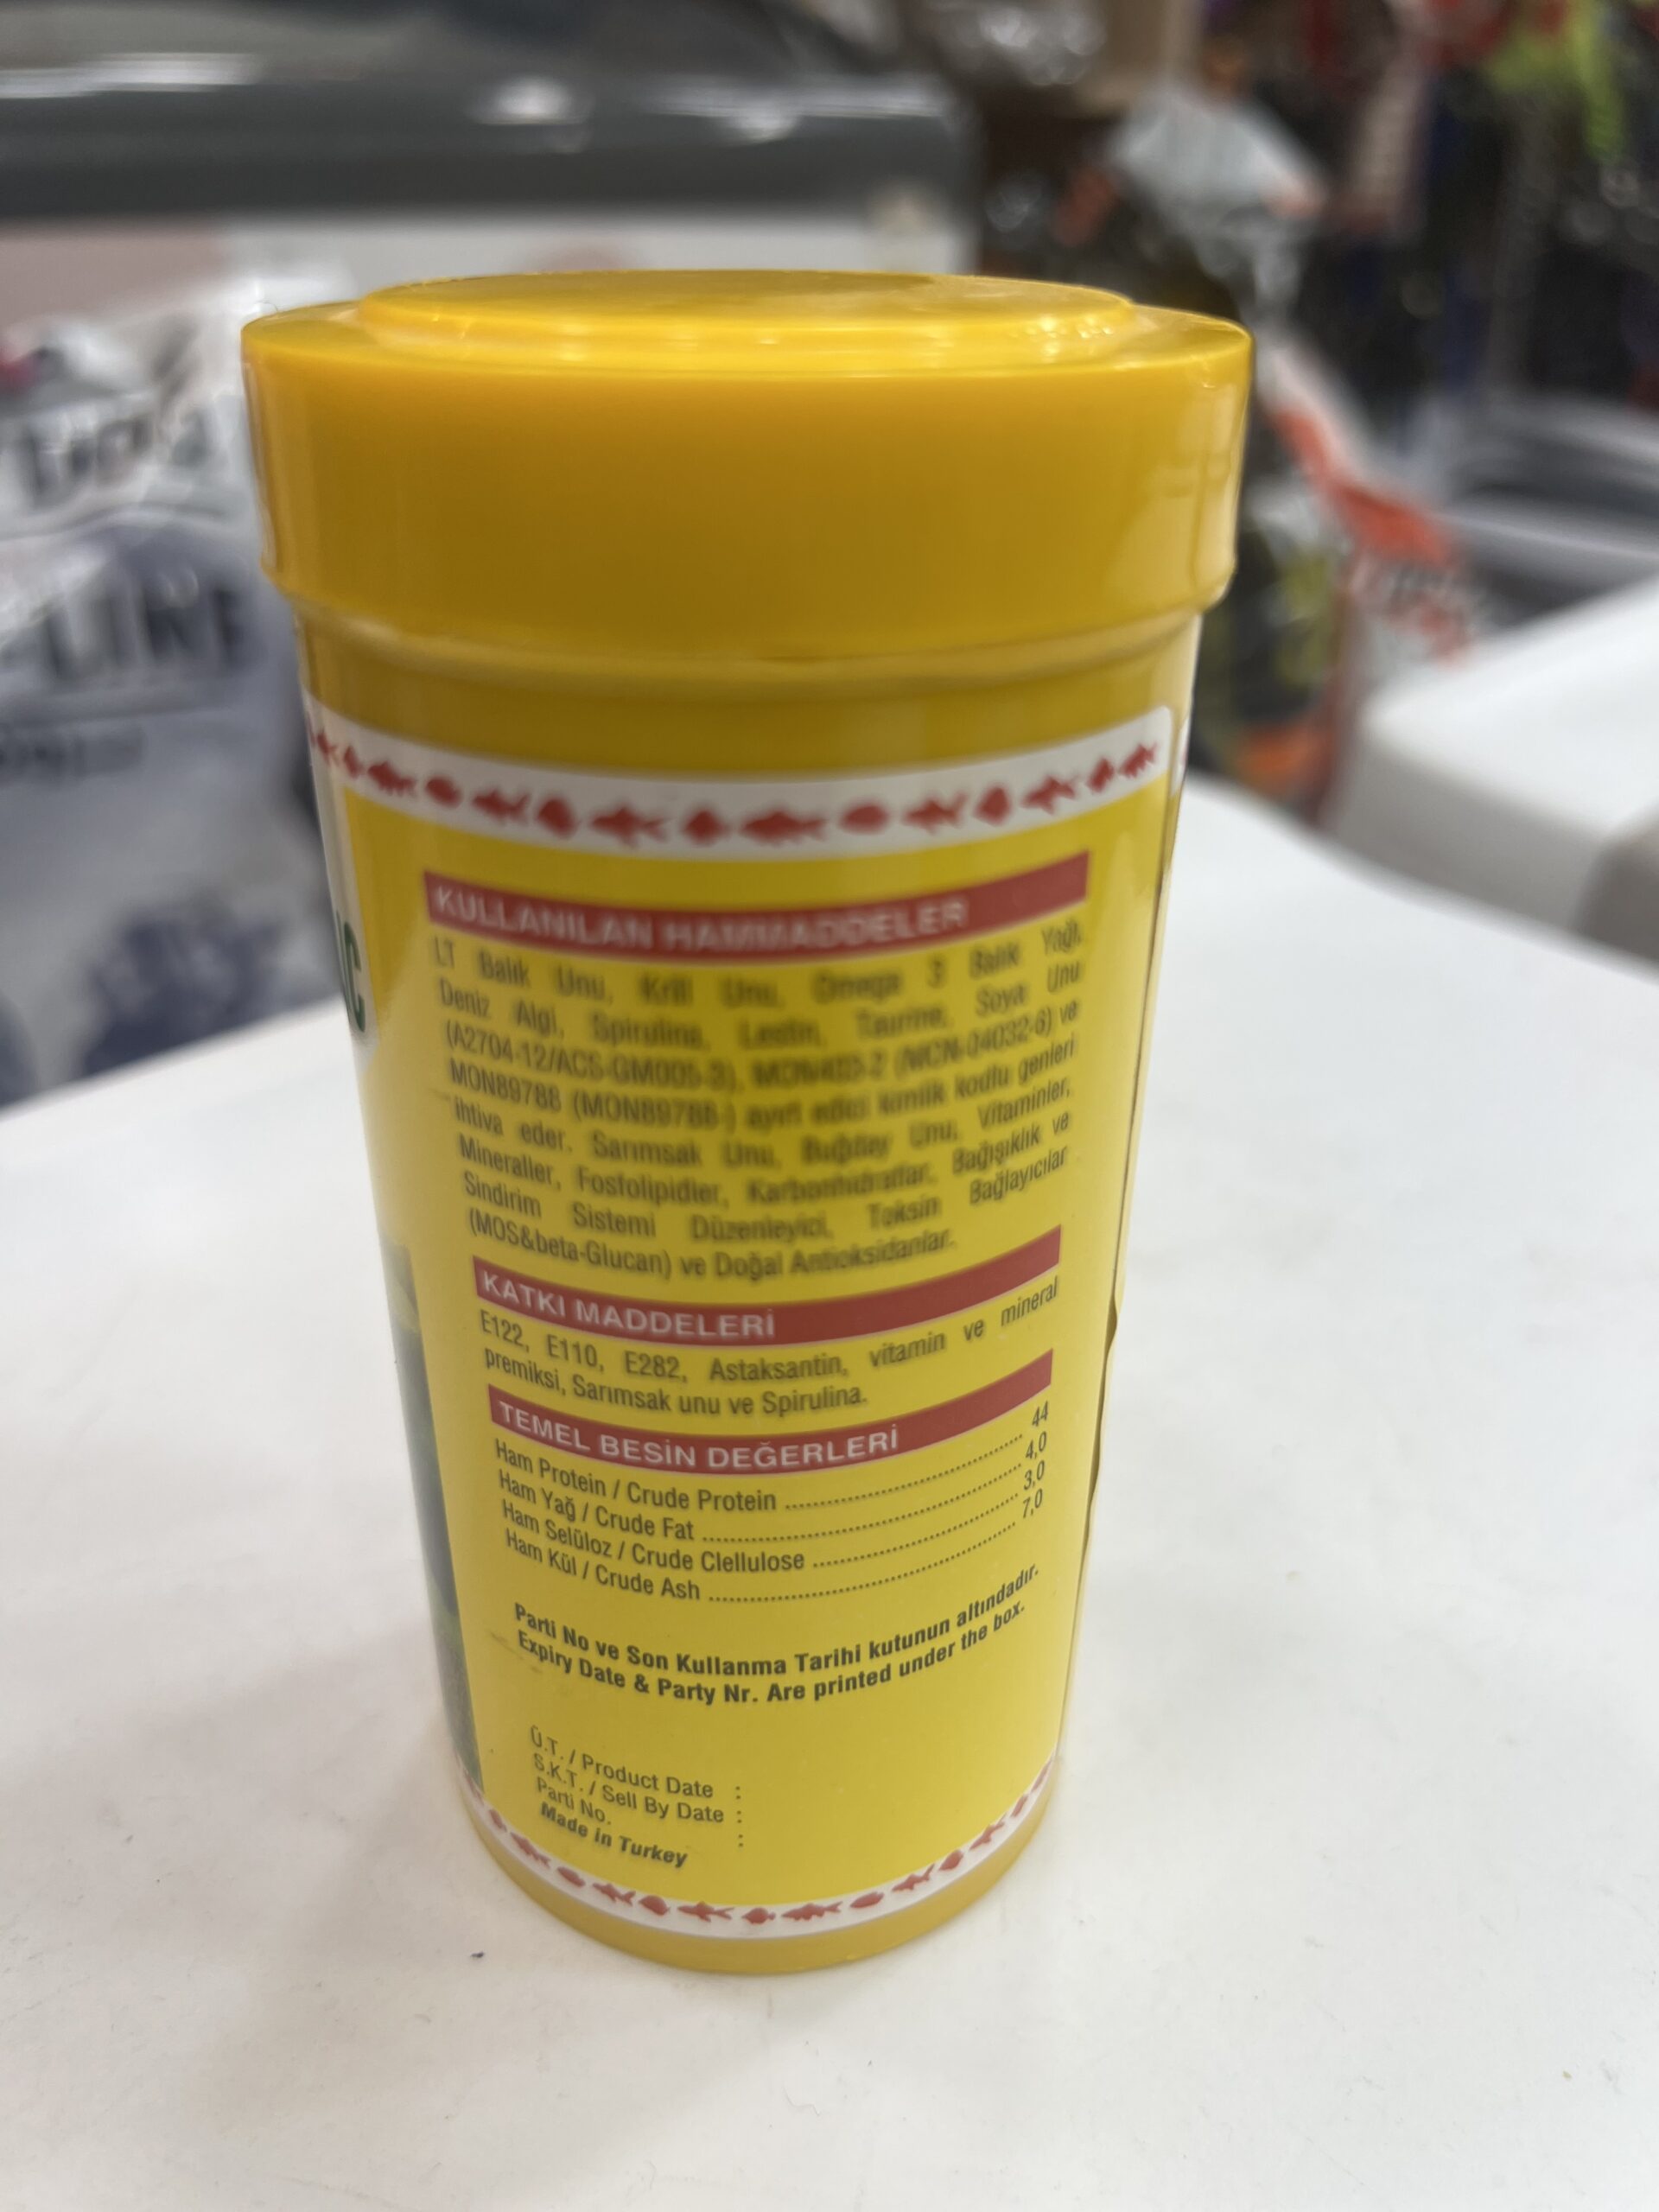 KULLANILAN HAMMADDELER
LT Balık Unu, Krill Unu, Omega 3 Balık Yağı,
Deniz Algi, Spirulina, Lesitin, Taurine, Soya Unu
(A2704-12/ACS-GM005-3), (MCN-04032-6) ve
MON89788 (MON89788-) ayırt edici kimlik kodlu genleri
ihtiva eder. Sarımsak Unu, Buğday Unu, Vitaminler,
Mineraller, Fosfolipidler, Karbonhidratlar, Bağışıklık ve
Sindirim Sistemi Düzenleyici, Toksin Bağlayıcılar
(MOS&beta-Glucan) ve Doğal Antioksidanlar.
KATKI MADDELERİ
E122, E110, E282, Astaksantin, vitamin ve mineral
premiksi, Sarımsak unu ve Spirulina.
TEMEL BESİN DEĞERLERİ
Ham Protein / Crude Protein ........................ 44
Ham Yağ / Crude Fat ........................ 4,0
Ham Selüloz / Crude Clellulose ........................ 3,0
Ham Kül / Crude Ash ........................ 7,0
Parti No ve Son Kullanma Tarihi kutunun altındadır.
Expiry Date & Party Nr. Are printed under the box.
Ü.T. / Product Date :
S.K.T. / Sell By Date :
Parti No. :
Made in Turkey